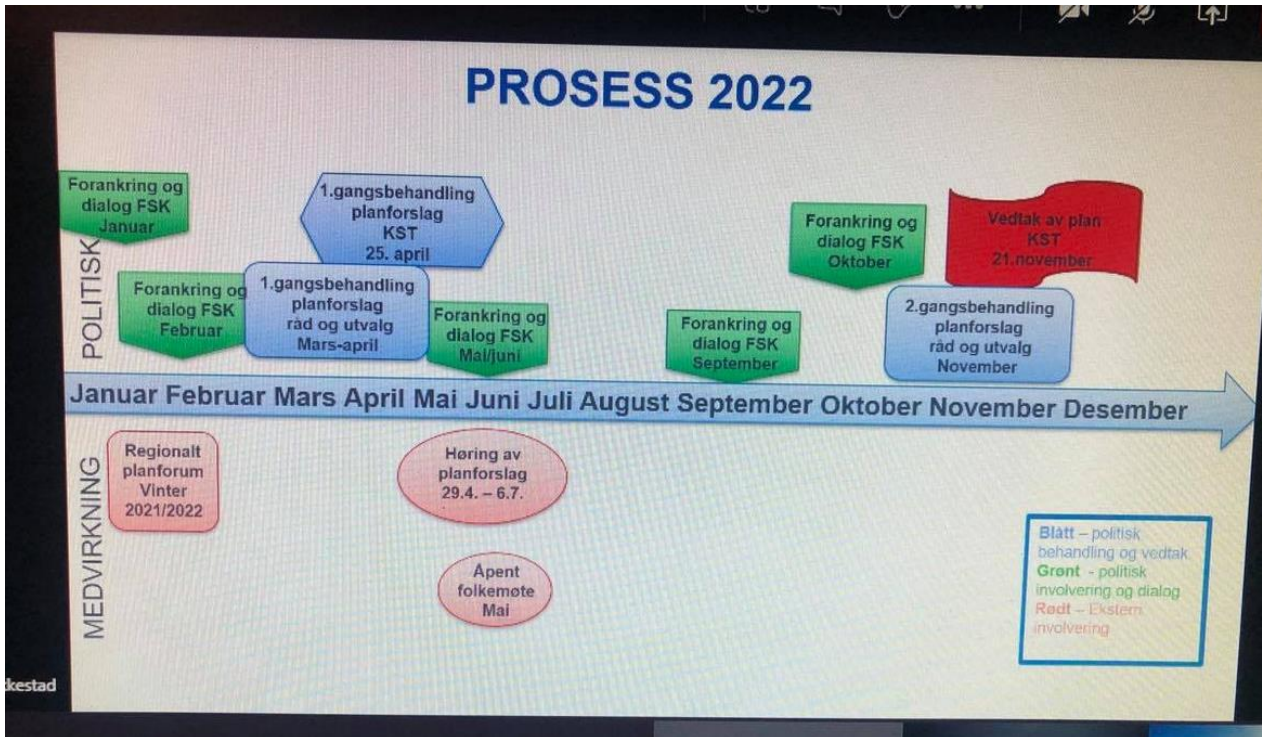 PROSESS 2022
Forankring og
dialog FSK
Januar
1.gangsbehandling
planforslag
KST
25. april
Forankring og
dialog FSK
Oktober
Vedtak av plan
KST
21.november
POLITISK
Forankring og
dialog FSK
Februar
1.gangsbehandling
planforslag
råd og utvalg
Mars-april
Forankring og
dialog FSK
Mai/juni
Forankring og
dialog FSK
September
2.gangsbehandling
planforslag
råd og utvalg
November
Januar Februar Mars April Mai Juni Juli August September Oktober November Desember
MEDVIRKNING
Regionalt
planforum
Vinter
2021/2022
Høring av
planforslag
29.4. – 6.7.
Åpent
folkemøte
Mai
Blått – politisk
behandling og vedtak
Grønt - politisk
involvering og dialog
Rødt – Ekstern
involvering
kestad